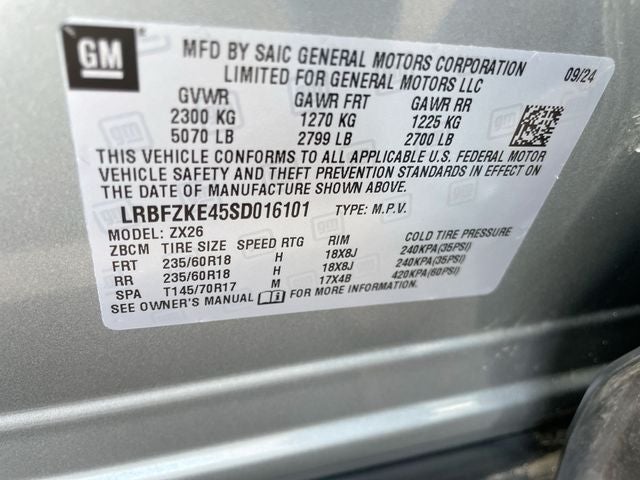 GM
MFD BY SAIC GENERAL MOTORS CORPORATION
LIMITED FOR GENERAL MOTORS LLC
09/24
GVWR GAWR FRT GAWR RR
2300 KG 1270 KG 1225 KG
5070 LB 2799 LB 2700 LB
THIS VEHICLE CONFORMS TO ALL APPLICABLE U.S. FEDERAL MOTOR
VEHICLE SAFETY AND THEFT PREVENTION STANDARDS IN EFFECT ON
THE DATE OF MANUFACTURE SHOWN ABOVE.
LRBFZKE45SD016101 TYPE: M.P.V.
MODEL: ZX26
ZBCM TIRE SIZE SPEED RTG RIM COLD TIRE PRESSURE
FRT 235/60R18 H 18X8J 240KPA(35PSI)
RR 235/60R18 H 18X8J 240KPA(35PSI)
SPA T145/70R17 M 17X4B 420KPA(60PSI)
SEE OWNER'S MANUAL FOR MORE INFORMATION.